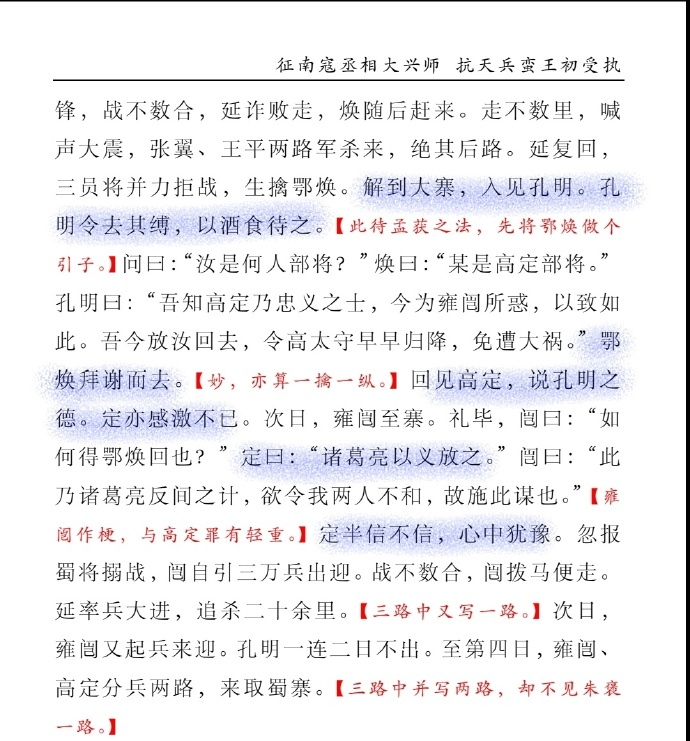 征南寇丞相大兴师 抗天兵蛮王初受执
锋，战不数合，延诈败走，焕随后赶来。走不数里，喊
声大震，张翼、王平两路军杀来，绝其后路。延复回，
三员将并力拒战，生擒鄂焕。解到大寨，入见孔明。孔
明令去其缚，以酒食待之。【此待孟获之法，先将鄂焕做个
引子。】问曰：“汝是何人部将？”焕曰：“某是高定部将。”
孔明曰：“吾知高定乃忠义之士，今为雍闿所惑，以致如
此。吾今放汝回去，令高太守早早归降，免遭大祸。”鄂
焕拜谢而去。【妙，亦算一擒一纵。】回见高定，说孔明之
德。定亦感激不已。次日，雍闿至寨。礼毕，闿曰：“如
何得鄂焕回也？”定曰：“诸葛亮以义放之。”闿曰：“此
乃诸葛亮反间之计，欲令我两人不和，故施此谋也。”【雍
闿作梗，与高定罪有轻重。】定半信不信，心中犹豫。忽报
蜀将搦战，闿自引三万兵出迎。战不数合，闿拨马便走。
延率兵大进，追杀二十余里。【三路中又写一路。】次日，
雍闿又起兵来迎。孔明一连三日不出。至第四日，雍闿、
高定分兵两路，来取蜀寨。【三路中并写两路，却不见朱褒
一路。】